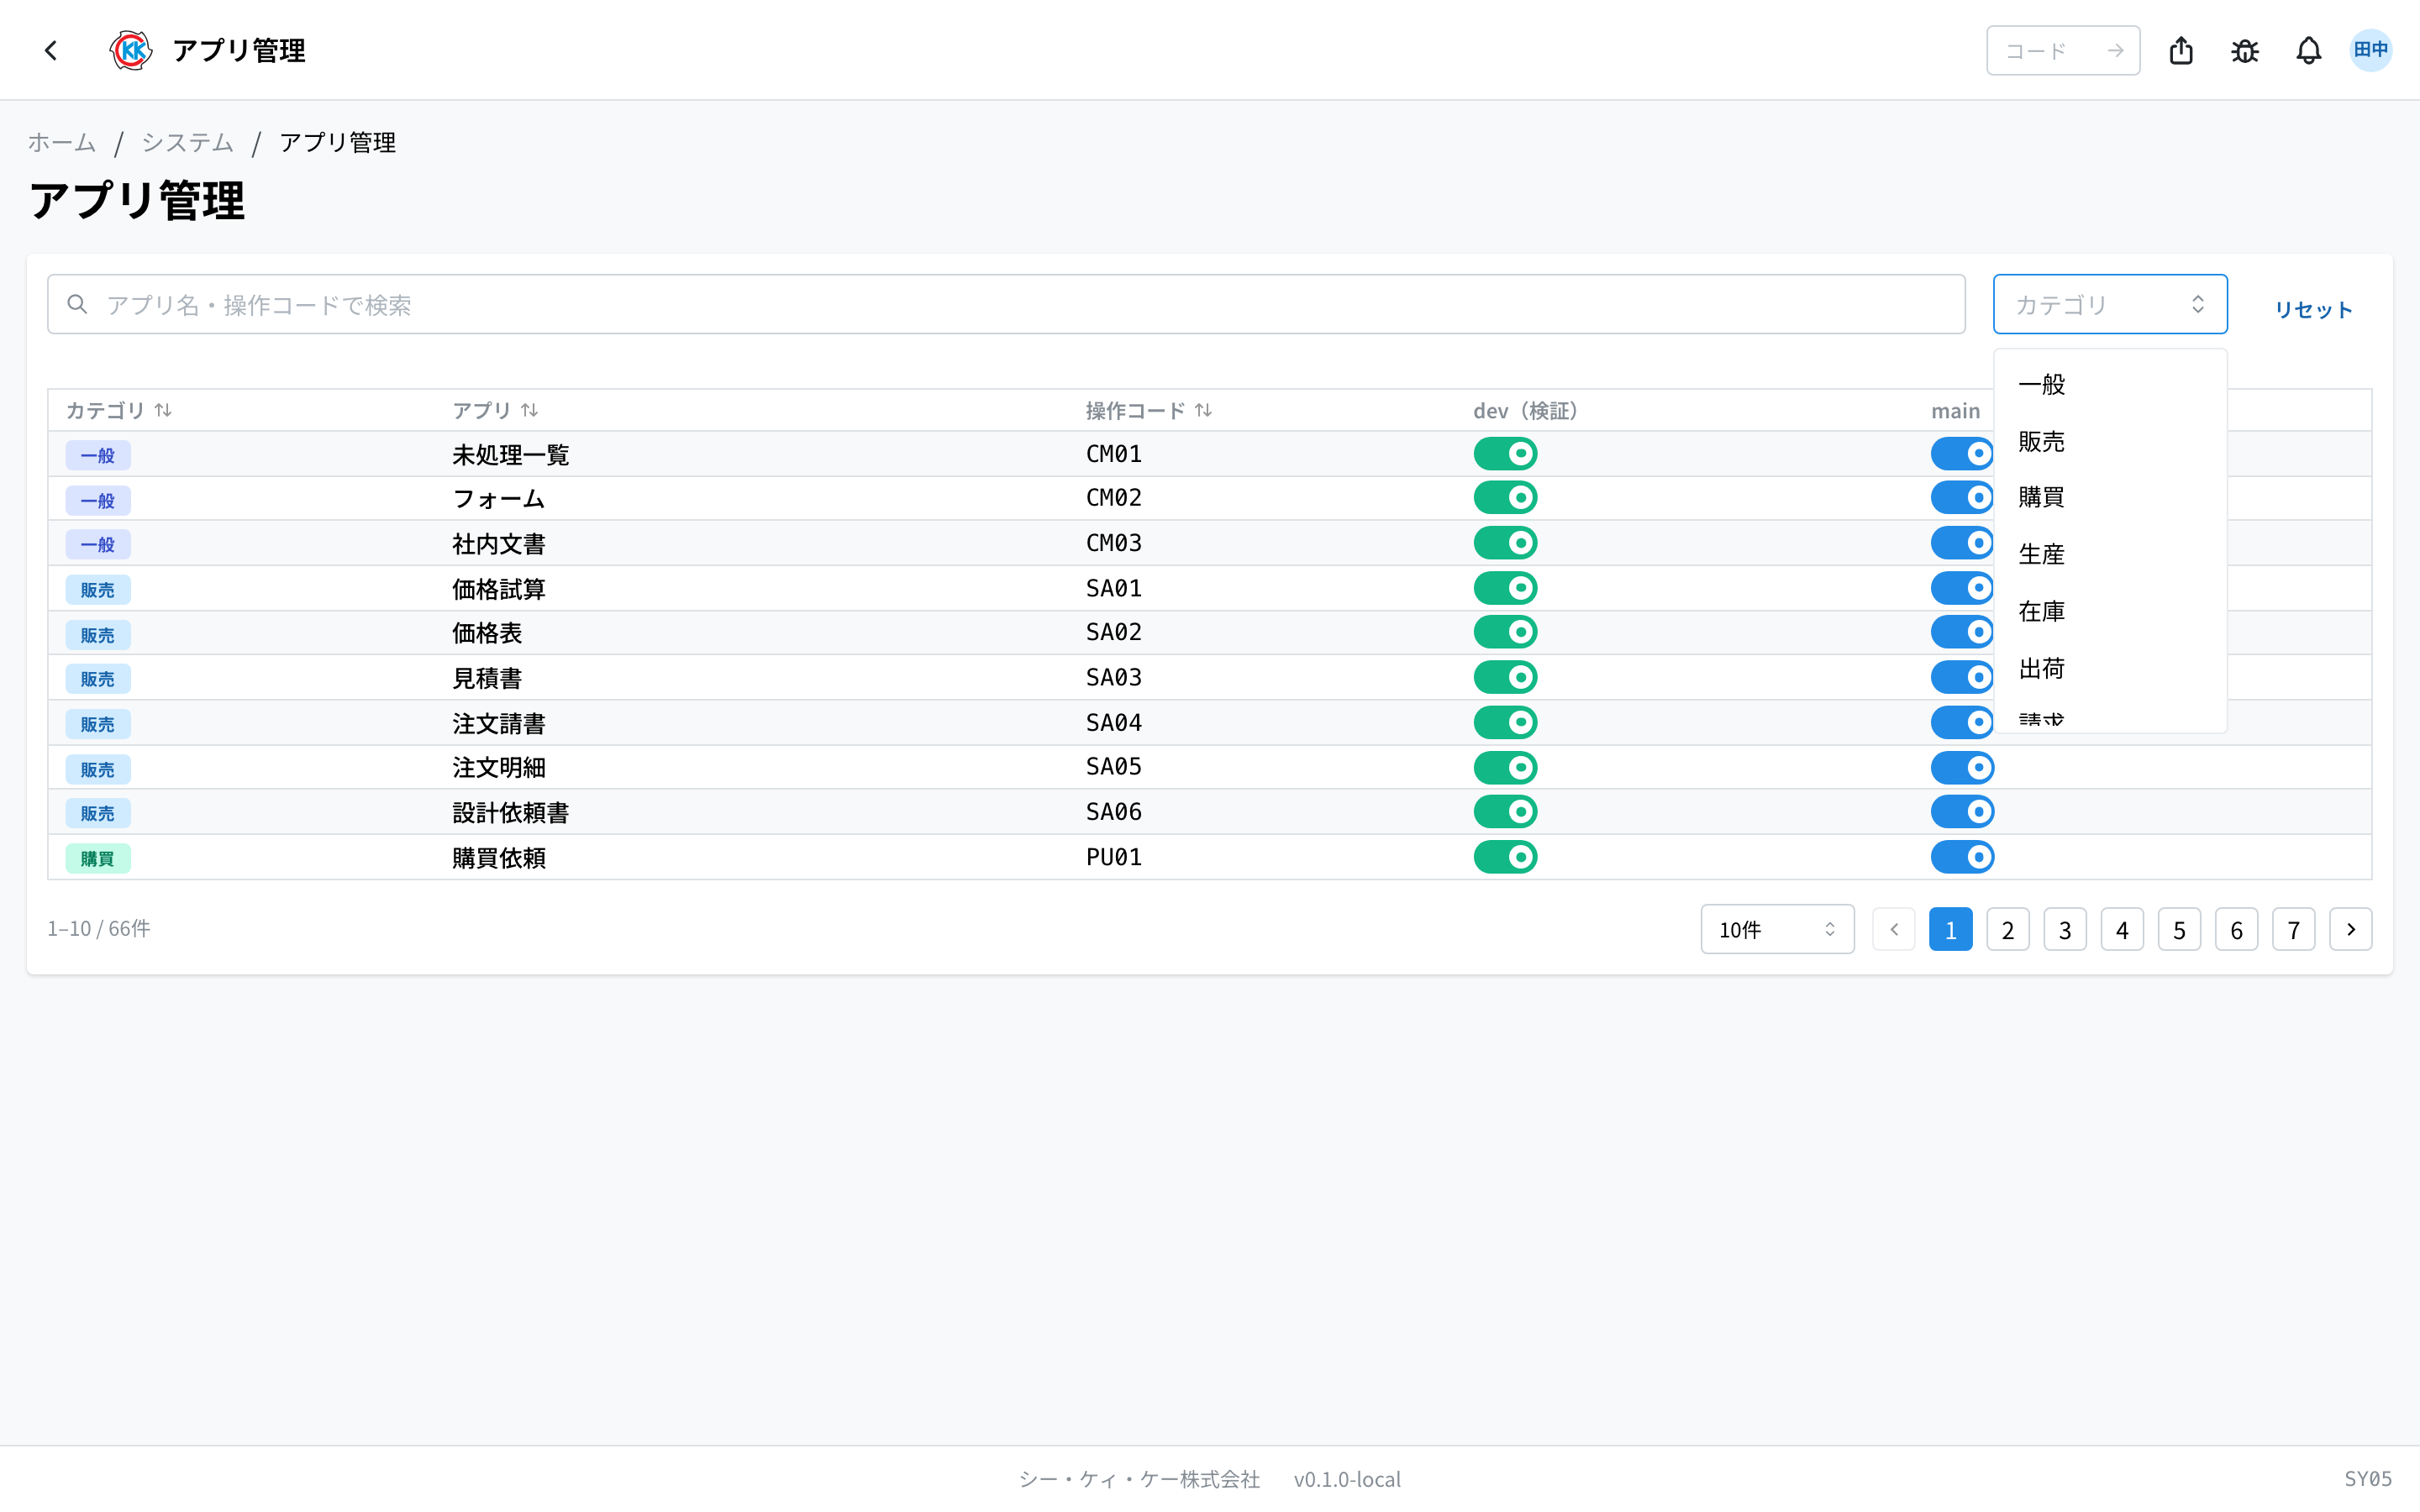 KK アプリ管理 コード 田中
ホーム / システム / アプリ管理
アプリ管理
アプリ名・操作コードで検索 カテゴリ リセット
一般
販売
購買
生産
在庫
出荷
請求
カテゴリ アプリ 操作コード dev（検証） main
一般 未処理一覧 CM01
一般 フォーム CM02
一般 社内文書 CM03
販売 価格試算 SA01
販売 価格表 SA02
販売 見積書 SA03
販売 注文請書 SA04
販売 注文明細 SA05
販売 設計依頼書 SA06
購買 購買依頼 PU01
1–10 / 66件 10件 1 2 3 4 5 6 7
シー・ケィ・ケー株式会社 v0.1.0-local SY05